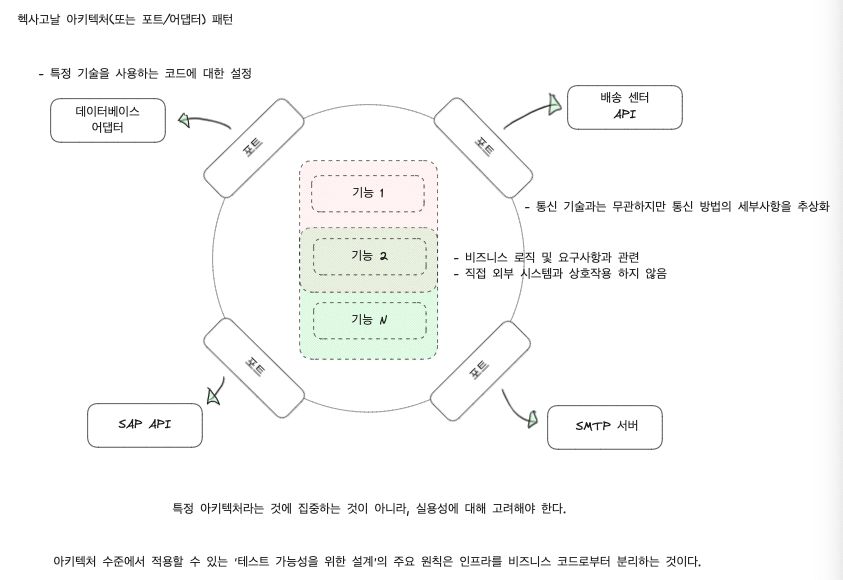 헥사고날 아키텍처(또는 포트/어댑터) 패턴
- 특정 기술을 사용하는 코드에 대한 설정
데이터베이스
어댑터
포트
포트
배송 센터
API
기능 1
- 통신 기술과는 무관하지만 통신 방법의 세부사항을 추상화
기능 2
- 비즈니스 로직 및 요구사항과 관련
- 직접 외부 시스템과 상호작용 하지 않음
기능 N
포트
포트
SAP API
SMTP 서버
특정 아키텍처라는 것에 집중하는 것이 아니라, 실용성에 대해 고려해야 한다.
아키텍처 수준에서 적용할 수 있는 '테스트 가능성을 위한 설계'의 주요 원칙은 인프라를 비즈니스 코드로부터 분리하는 것이다.